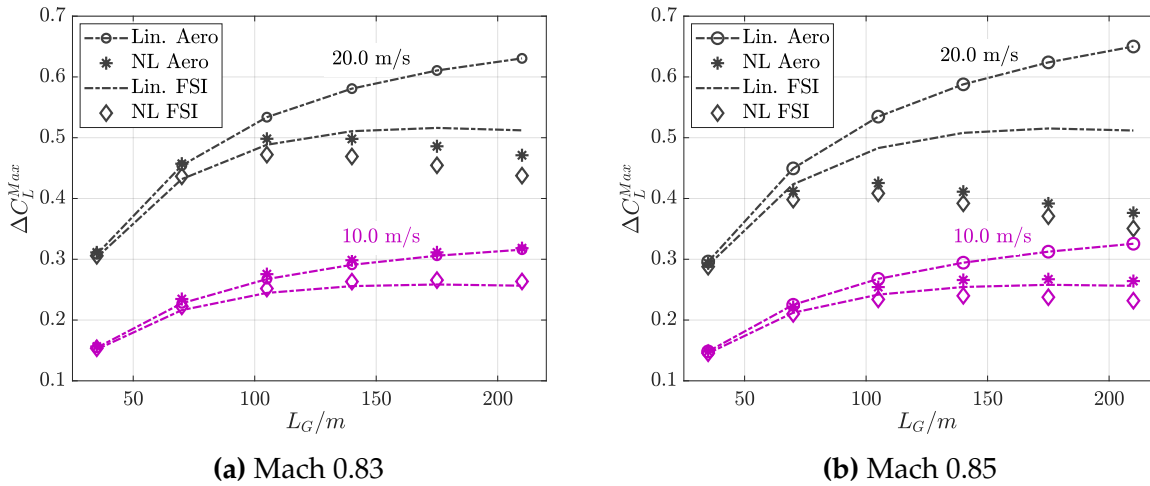 0.7
0.6
0.5
0.4
0.3
0.2
0.1
ΔC_L^{Max}
Lin. Aero
NL Aero
Lin. FSI
NL FSI
20.0 m/s
10.0 m/s
50 100 150 200
L_G/m
(a) Mach 0.83
0.7
0.6
0.5
0.4
0.3
0.2
0.1
ΔC_L^{Max}
Lin. Aero
NL Aero
Lin. FSI
NL FSI
20.0 m/s
10.0 m/s
50 100 150 200
L_G/m
(b) Mach 0.85